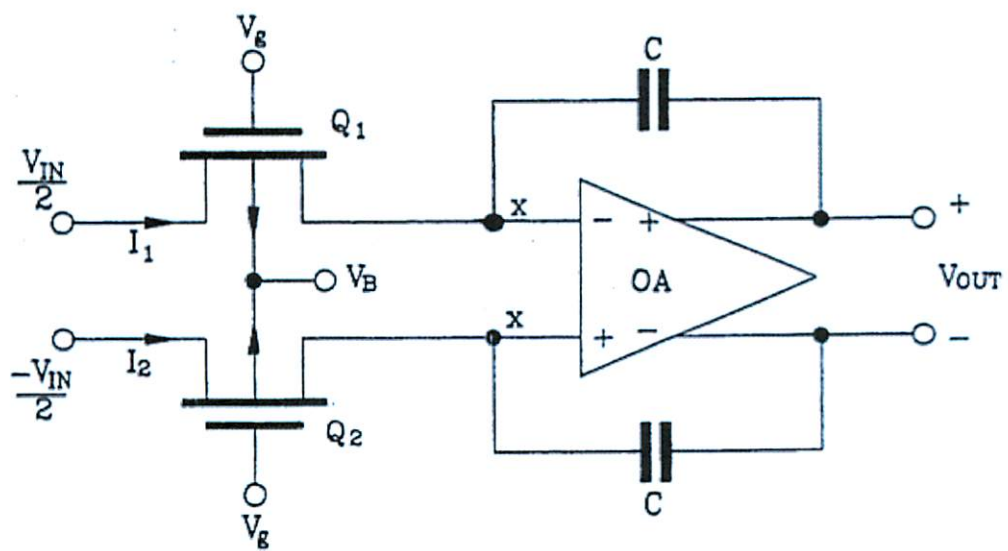 Vg
C
Q1
VIN
2
I1
x
-
+
+
VB
OA
VOUT
I2
x
+
-
-
-VIN
2
Q2
C
Vg